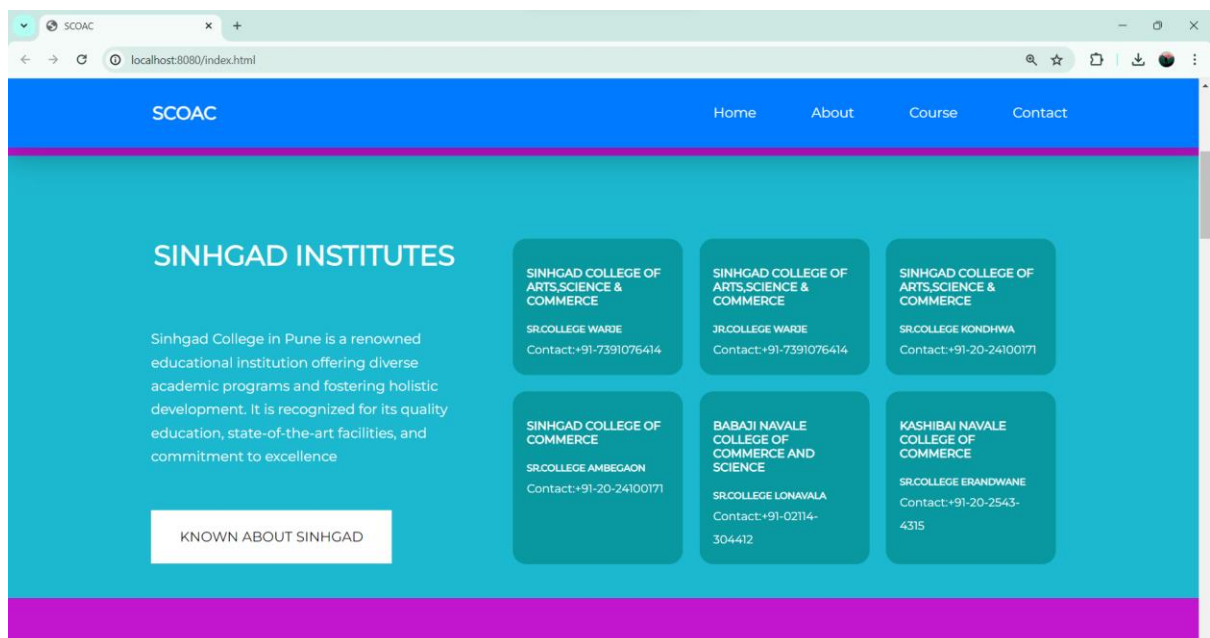 SCOAC
localhost:8080/index.html
SCOAC
Home About Course Contact
SINHGAD INSTITUTES
Sinhgad College in Pune is a renowned
educational institution offering diverse
academic programs and fostering holistic
development. It is recognized for its quality
education, state-of-the-art facilities, and
commitment to excellence
KNOWN ABOUT SINHGAD
SINHGAD COLLEGE OF
ARTS,SCIENCE &
COMMERCE
SR.COLLEGE WARJE
Contact:+91-7391076414
SINHGAD COLLEGE OF
ARTS,SCIENCE &
COMMERCE
JR.COLLEGE WARJE
Contact:+91-7391076414
SINHGAD COLLEGE OF
ARTS,SCIENCE &
COMMERCE
SR.COLLEGE KONDHWA
Contact:+91-20-24100171
SINHGAD COLLEGE OF
COMMERCE
SR.COLLEGE AMBEGAON
Contact:+91-20-24100171
BABAJI NAVALE
COLLEGE OF
COMMERCE AND
SCIENCE
SR.COLLEGE LONAVALA
Contact:+91-02114-
304412
KASHIBAI NAVALE
COLLEGE OF
COMMERCE
SR.COLLEGE ERANDWANE
Contact:+91-20-2543-
4315